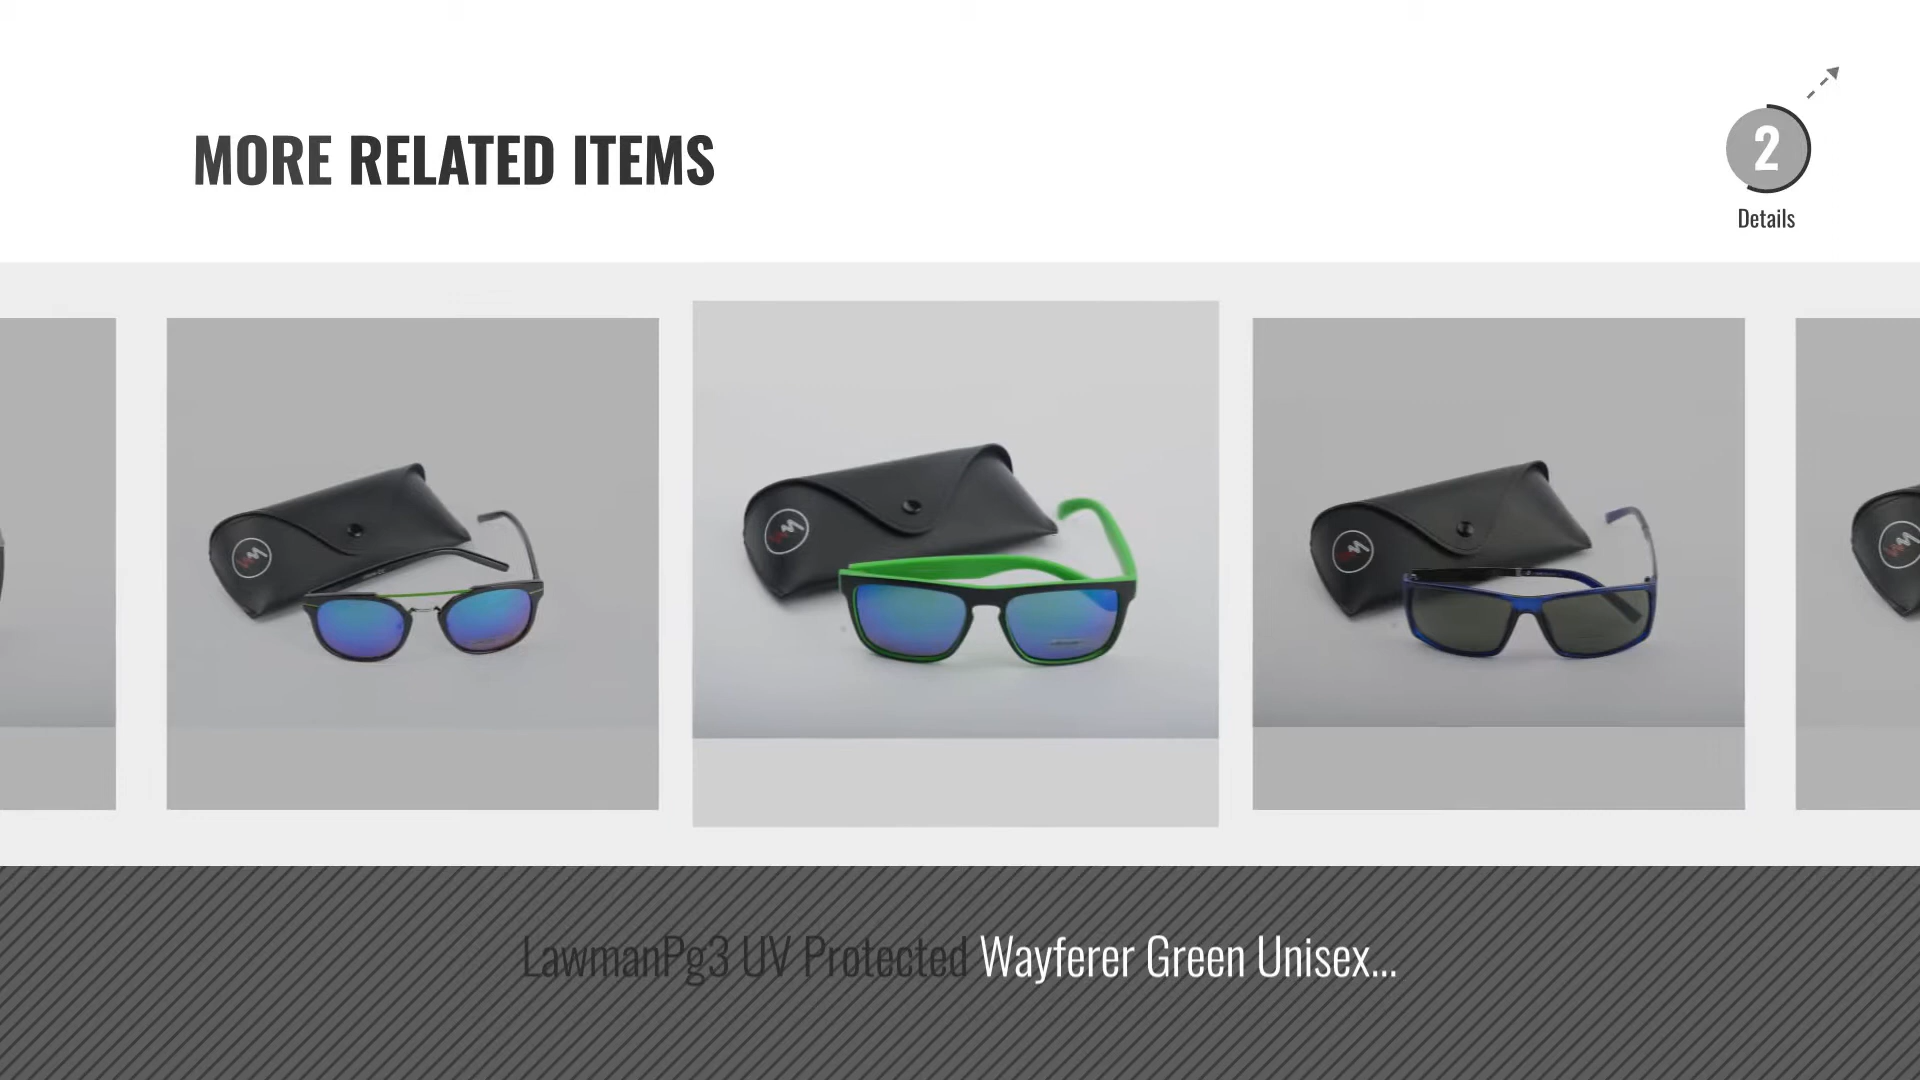 MORE RELATED ITEMS
2
Details
LawmanPg3 UV Protected Wayferer Green Unisex...